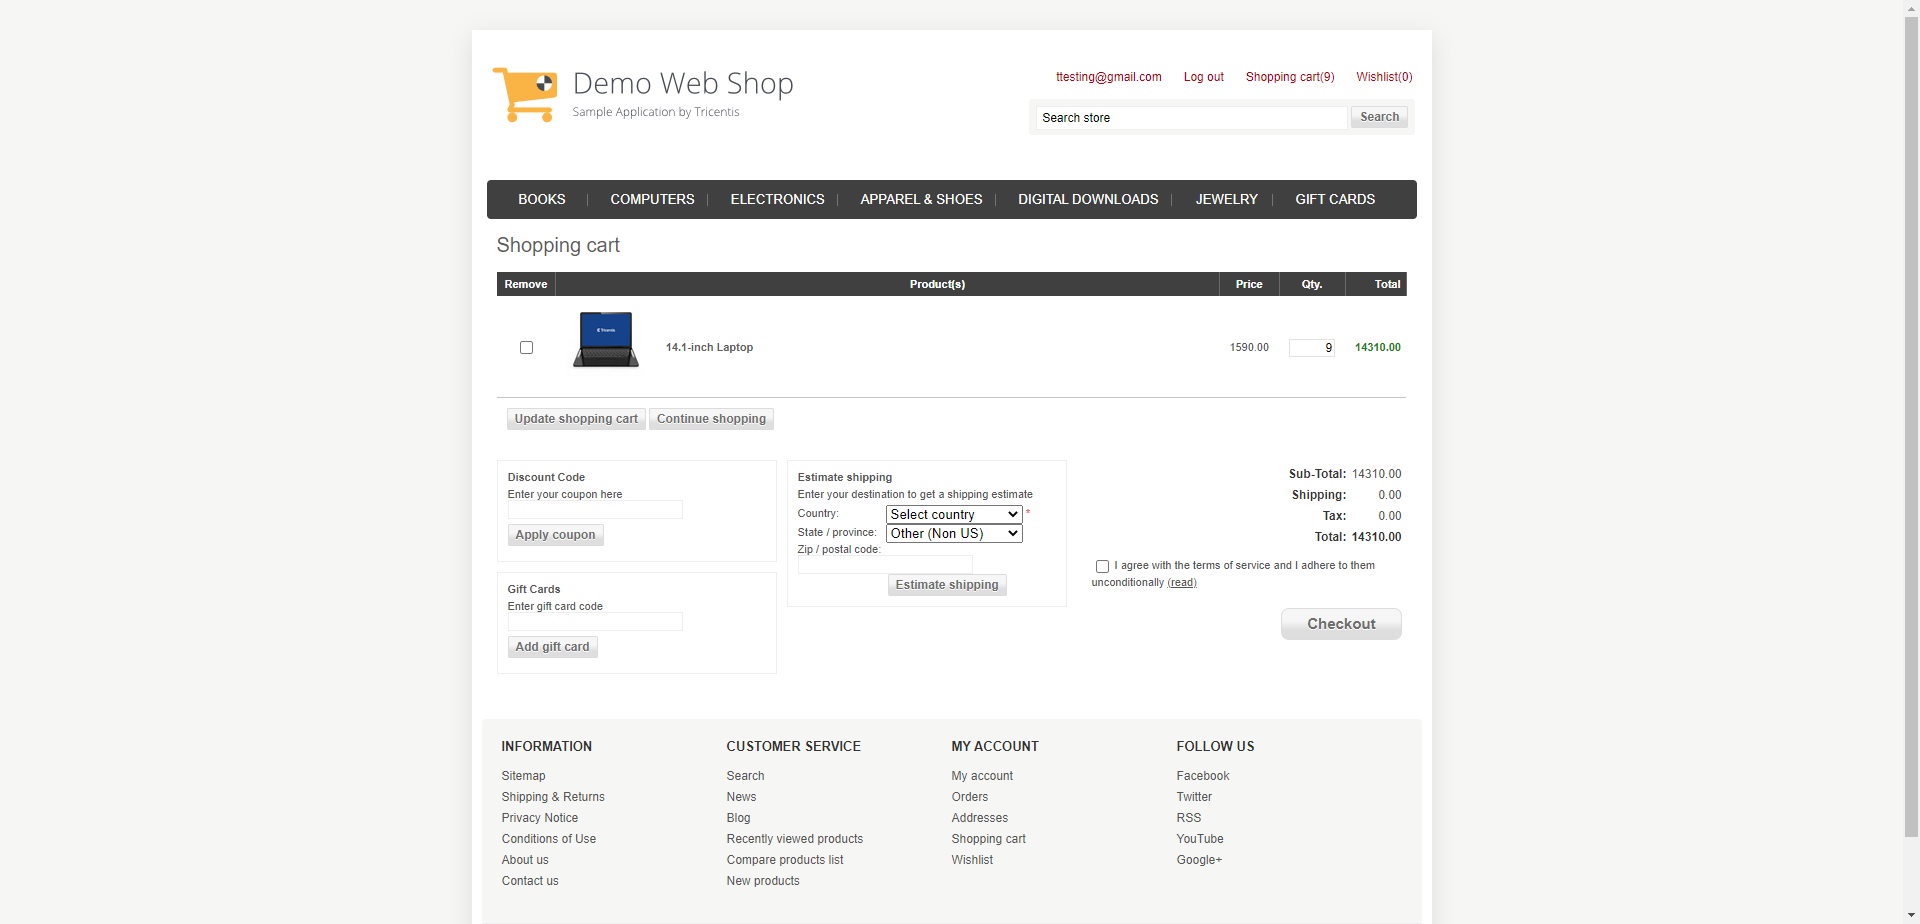 Demo Web Shop
Sample Application by Tricentis
ttesting@gmail.com Log out Shopping cart(9) Wishlist(0)
Search store Search
BOOKS COMPUTERS ELECTRONICS APPAREL & SHOES DIGITAL DOWNLOADS JEWELRY GIFT CARDS
Shopping cart
Remove Product(s) Price Qty. Total
Tricentis
14.1-inch Laptop 1590.00 9 14310.00
Update shopping cart Continue shopping
Discount Code
Enter your coupon here
Apply coupon
Gift Cards
Enter gift card code
Add gift card
Estimate shipping
Enter your destination to get a shipping estimate
Country: Select country *
State / province: Other (Non US)
Zip / postal code:
Estimate shipping
Sub-Total: 14310.00
Shipping: 0.00
Tax: 0.00
Total: 14310.00
I agree with the terms of service and I adhere to them
unconditionally (read)
Checkout
INFORMATION
Sitemap
Shipping & Returns
Privacy Notice
Conditions of Use
About us
Contact us
CUSTOMER SERVICE
Search
News
Blog
Recently viewed products
Compare products list
New products
MY ACCOUNT
My account
Orders
Addresses
Shopping cart
Wishlist
FOLLOW US
Facebook
Twitter
RSS
YouTube
Google+